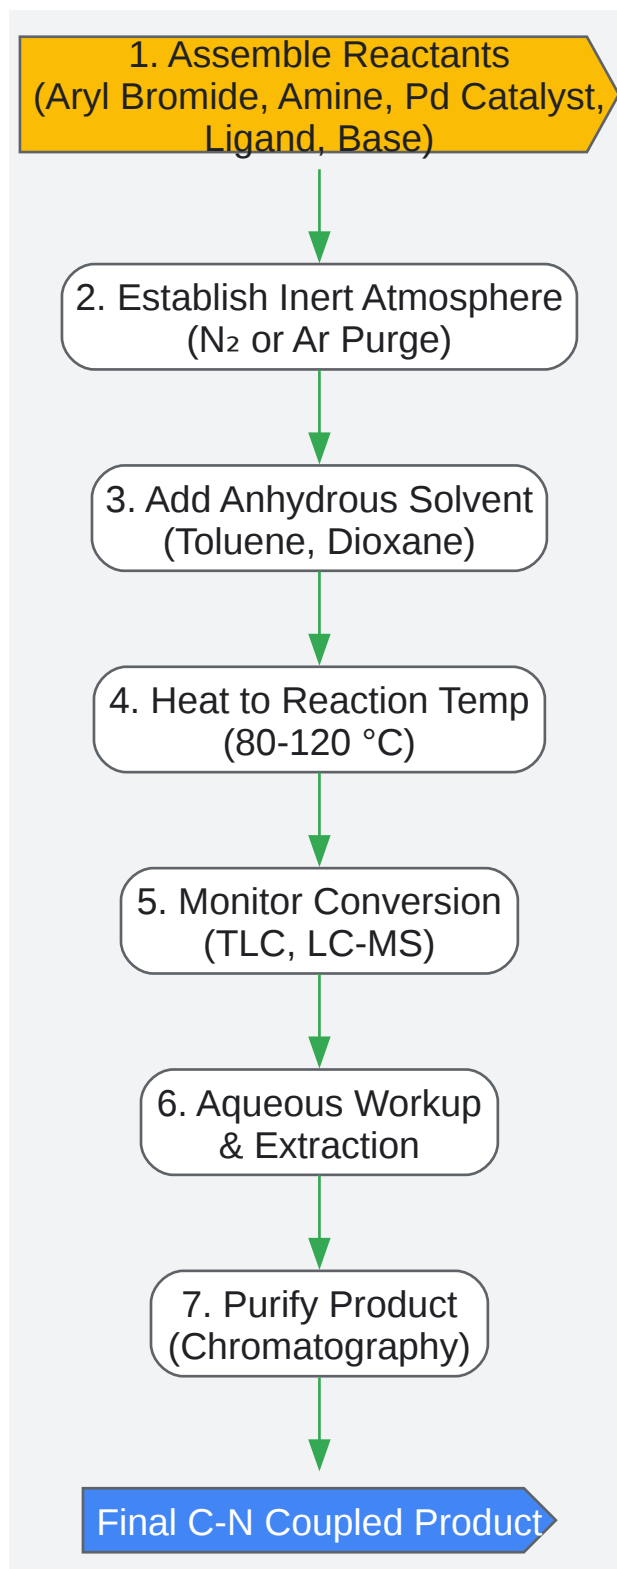 1. Assemble Reactants
(Aryl Bromide, Amine, Pd Catalyst,
Ligand, Base)
2. Establish Inert Atmosphere
(N₂ or Ar Purge)
3. Add Anhydrous Solvent
(Toluene, Dioxane)
4. Heat to Reaction Temp
(80-120 °C)
5. Monitor Conversion
(TLC, LC-MS)
6. Aqueous Workup
& Extraction
7. Purify Product
(Chromatography)
Final C-N Coupled Product